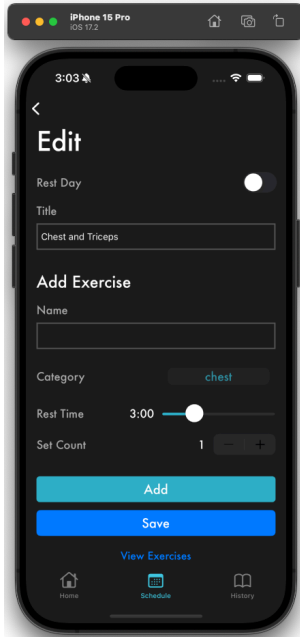 iPhone 15 Pro
iOS 17.2
3:03
Edit
Rest Day
Title
Chest and Triceps
Add Exercise
Name
Category chest
Rest Time 3:00
Set Count 1 − +
Add
Save
View Exercises
Home Schedule History